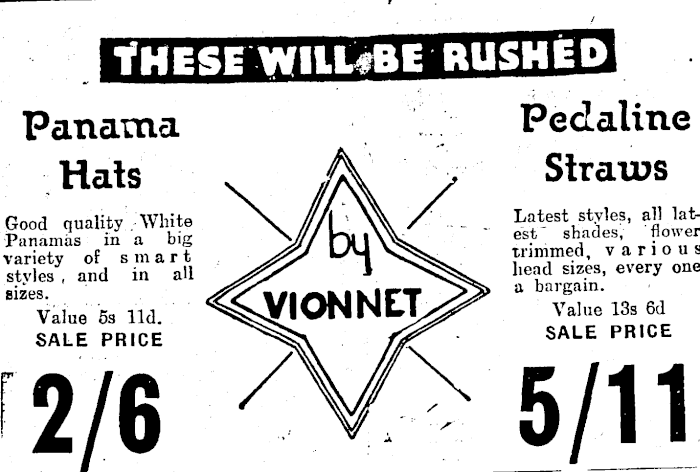 THESE WILL BE RUSHED
Panama
Hats
Good quality White
Panamas in a big
variety of smart
styles, and in all
sizes.
Value 5s 11d.
SALE PRICE
2/6
by
VIONNET
Pedaline
Straws
Latest styles, all lat-
est shades, flower
trimmed, various
head sizes, every one
a bargain.
Value 13s 6d
SALE PRICE
5/11